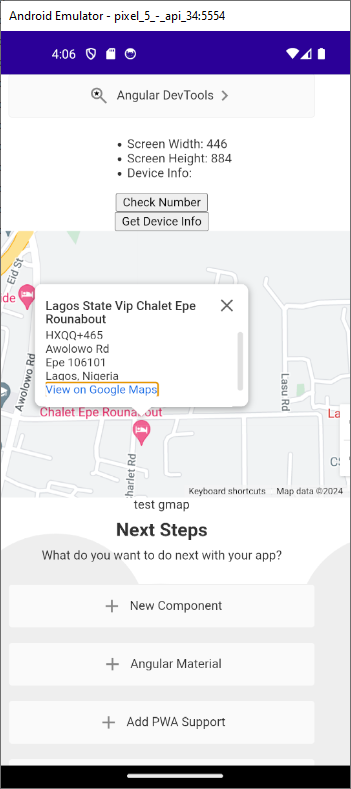 Android Emulator - pixel_5_-_api_34:5554
4:06
Angular DevTools
• Screen Width: 446
• Screen Height: 884
• Device Info:
Check Number
Get Device Info
Eid St
de
Lagos State Vip Chalet Epe
Rounabout
HXQQ+465
Awolowo Rd
Epe 106101
Lagos, Nigeria
View on Google Maps
Awolowo Rd
Lasu Rd
Chalet Epe Rounabout
La
Charlet Rd
CS
Keyboard shortcuts
Map data ©2024
test gmap
Next Steps
What do you want to do next with your app?
New Component
Angular Material
Add PWA Support